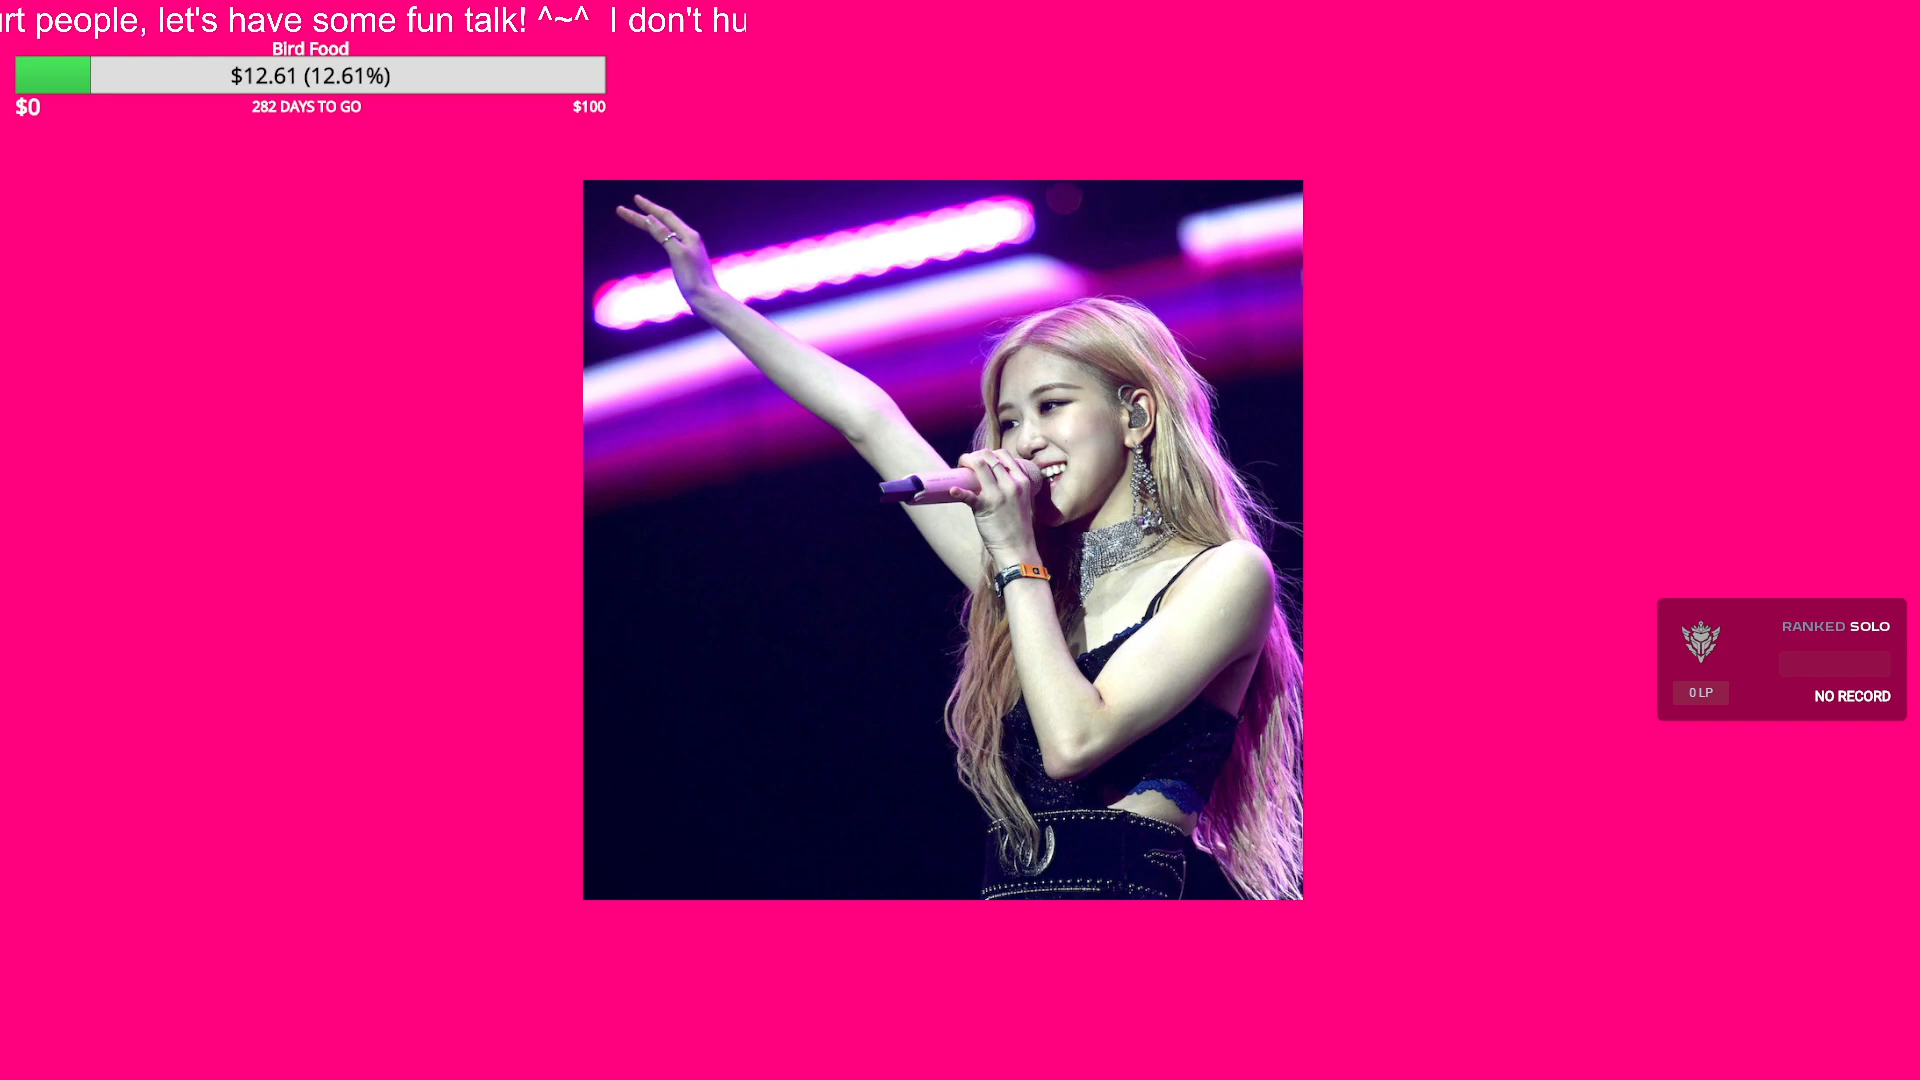 rt people, let's have some fun talk! ^~^ I don't hu
Bird Food
$12.61 (12.61%)
$0 282 DAYS TO GO $100
RANKED SOLO
0 LP
NO RECORD